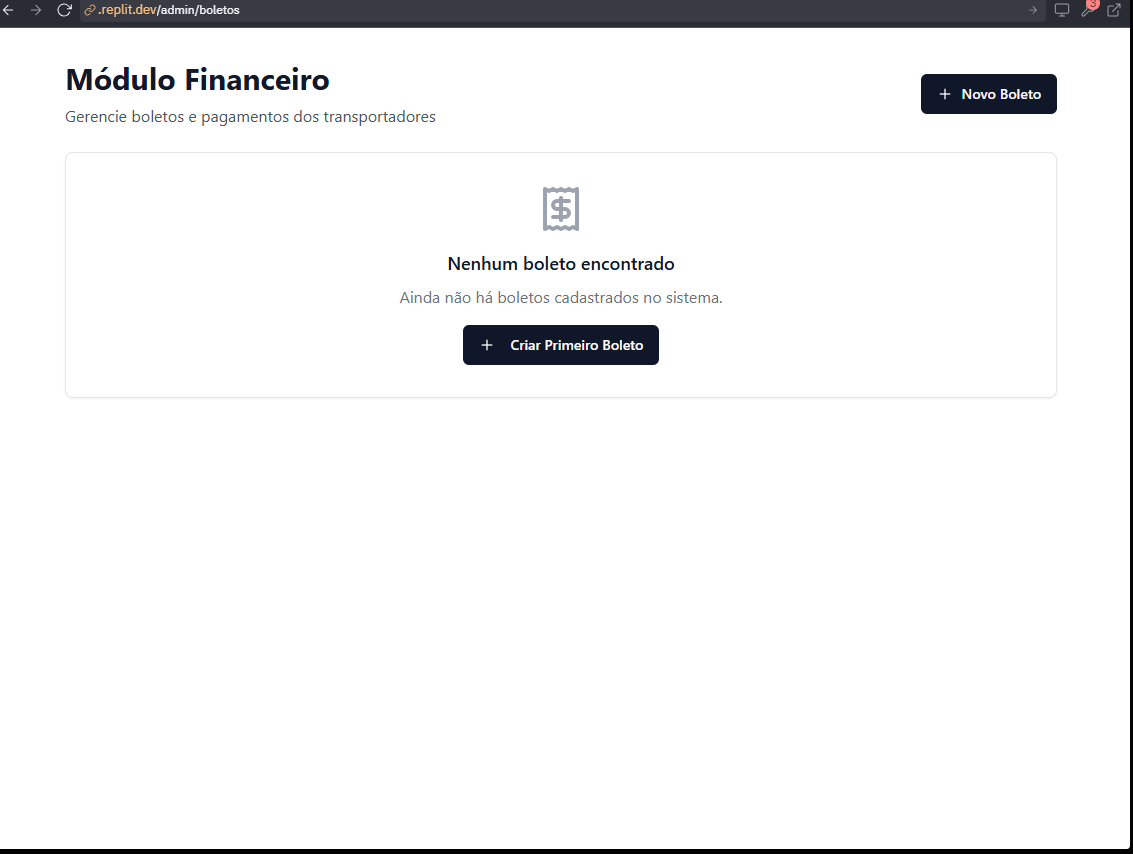 .replit.dev/admin/boletos
3
Módulo Financeiro
Gerencie boletos e pagamentos dos transportadores
+ Novo Boleto
$
Nenhum boleto encontrado
Ainda não há boletos cadastrados no sistema.
+ Criar Primeiro Boleto